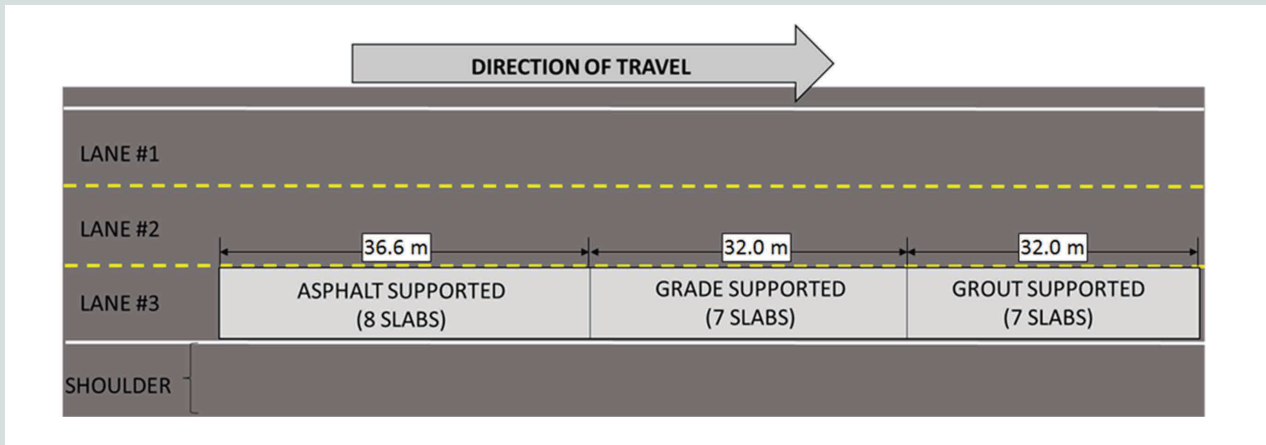 DIRECTION OF TRAVEL
LANE #1
LANE #2
36.6 m
32.0 m
32.0 m
LANE #3
ASPHALT SUPPORTED
(8 SLABS)
GRADE SUPPORTED
(7 SLABS)
GROUT SUPPORTED
(7 SLABS)
SHOULDER